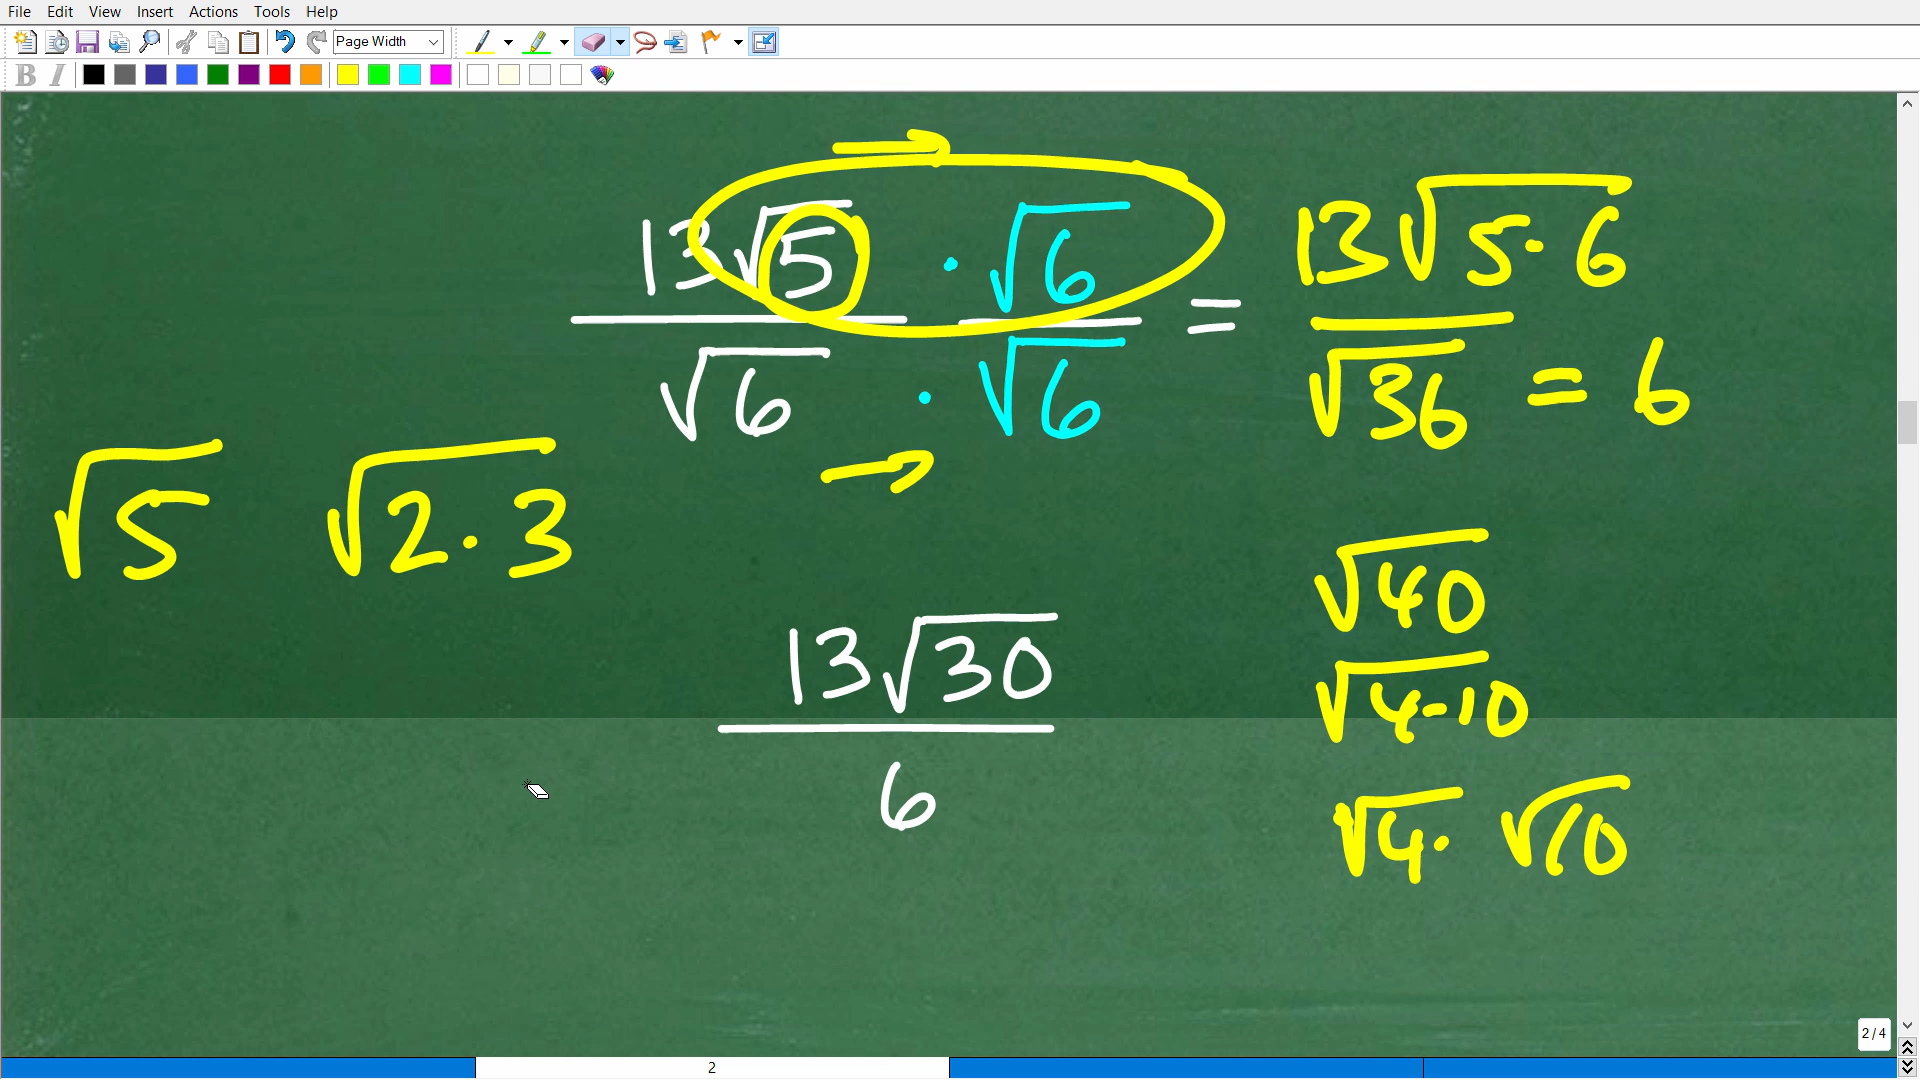 File Edit View Insert Actions Tools Help
Page Width
B I
13√5 · √6 = 13√5·6
√6 · √6 √36 = 6
√5 √2·3
√40
13√30 √4·10
6 √4· √10
2 / 4
2